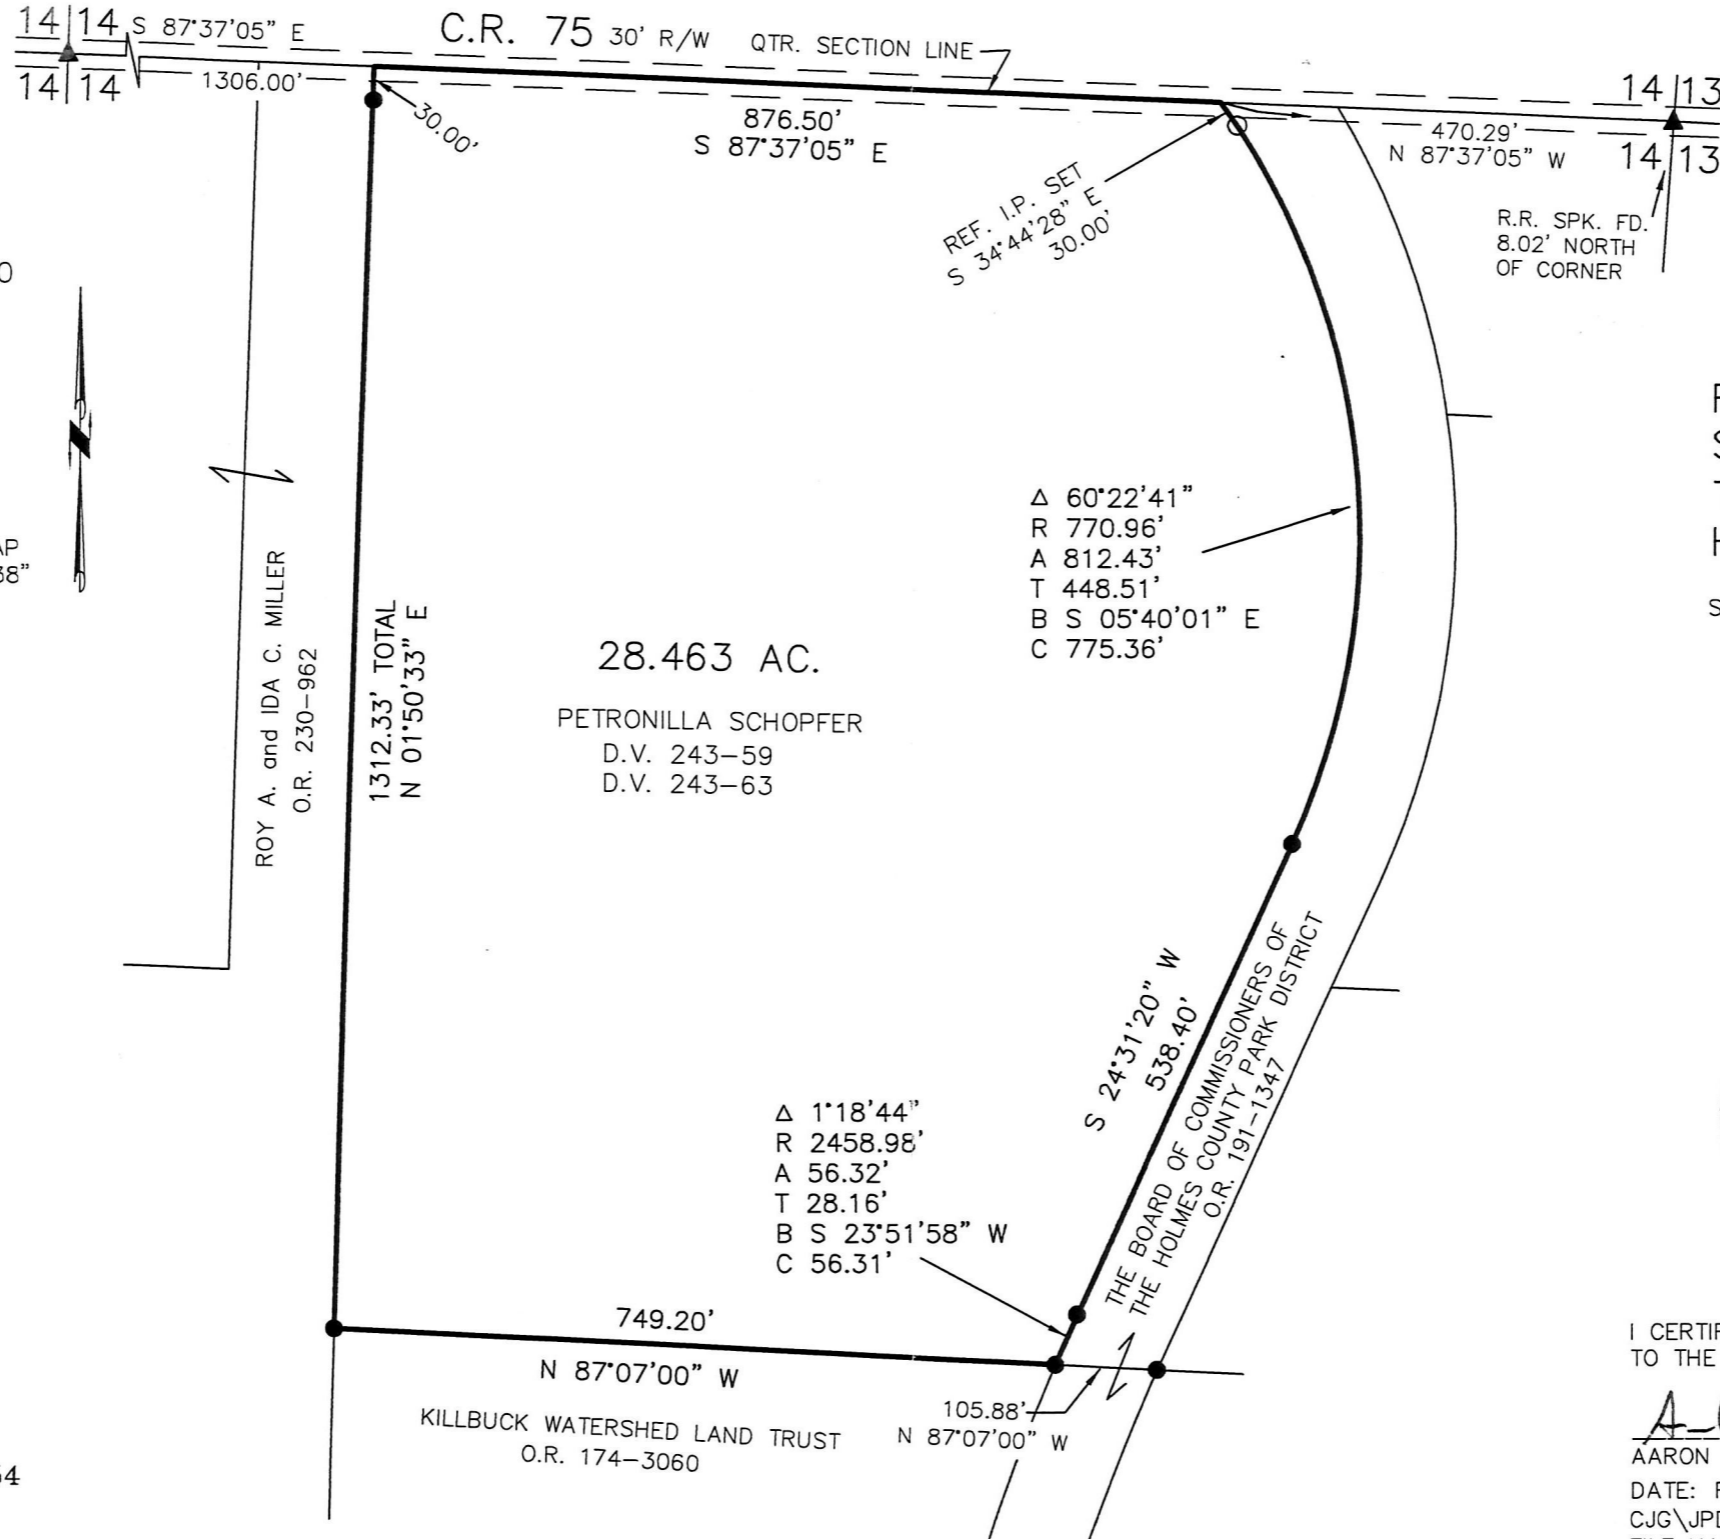 14 14
14 14
S 87°37'05" E
1306.00'
C.R. 75 30' R/W
QTR. SECTION LINE
30.00'
876.50'
S 87°37'05" E
REF. I.P. SET
S 34°44'28" E
30.00'
470.29'
N 87°37'05" W
14 13
14 13
R.R. SPK. FD.
8.02' NORTH
OF CORNER
ROY A. and IDA C. MILLER
O.R. 230-962
1312.33' TOTAL
N 01°50'33" E
28.463 AC.
PETRONILLA SCHOPFER
D.V. 243-59
D.V. 243-63
Δ 60°22'41"
R 770.96'
A 812.43'
T 448.51'
B S 05°40'01" E
C 775.36'
S 24°31'20" W
538.40'
THE BOARD OF COMMISSIONERS OF
THE HOLMES COUNTY PARK DISTRICT
O.R. 191-1347
Δ 1°18'44"
R 2458.98'
A 56.32'
T 28.16'
B S 23°51'58" W
C 56.31'
749.20'
N 87°07'00" W
105.88'
N 87°07'00" W
KILLBUCK WATERSHED LAND TRUST
O.R. 174-3060
I CERTIF
TO THE
AARON
DATE:
CJG\JPD